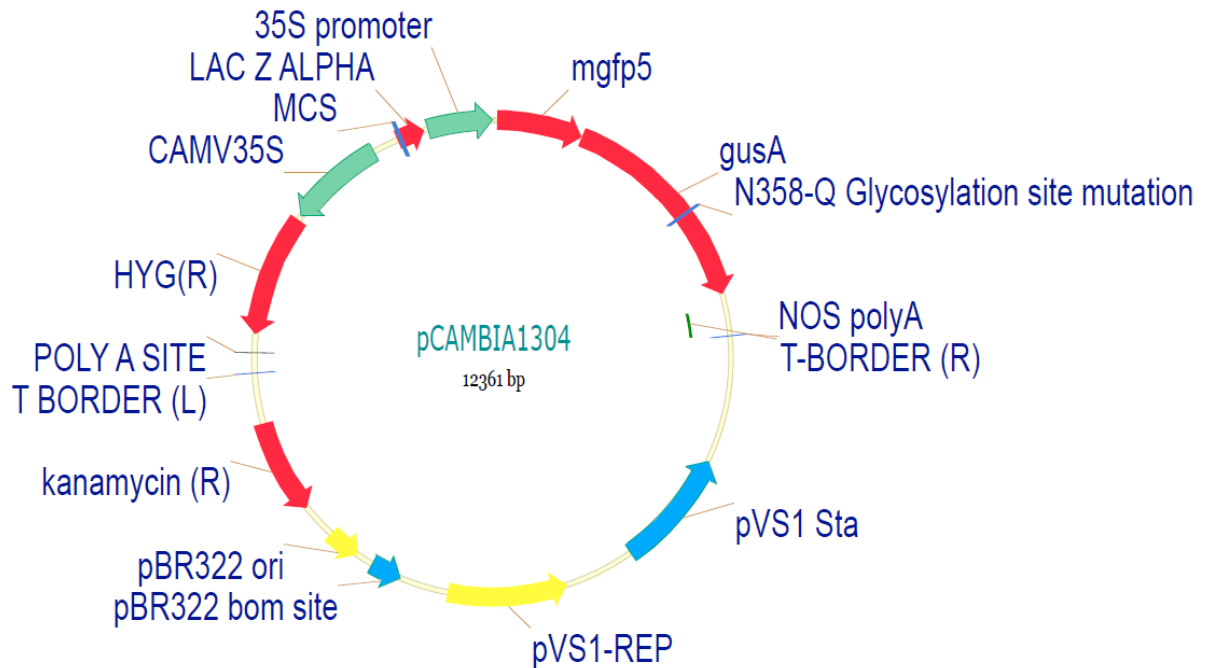 35S promoter
LAC Z ALPHA
MCS
CAMV35S
mgfp5
gusA
N358-Q Glycosylation site mutation
HYG(R)
NOS polyA
T-BORDER (R)
pCAMBIA1304
12361 bp
POLY A SITE
T BORDER (L)
kanamycin (R)
pVS1 Sta
pBR322 ori
pBR322 bom site
pVS1-REP